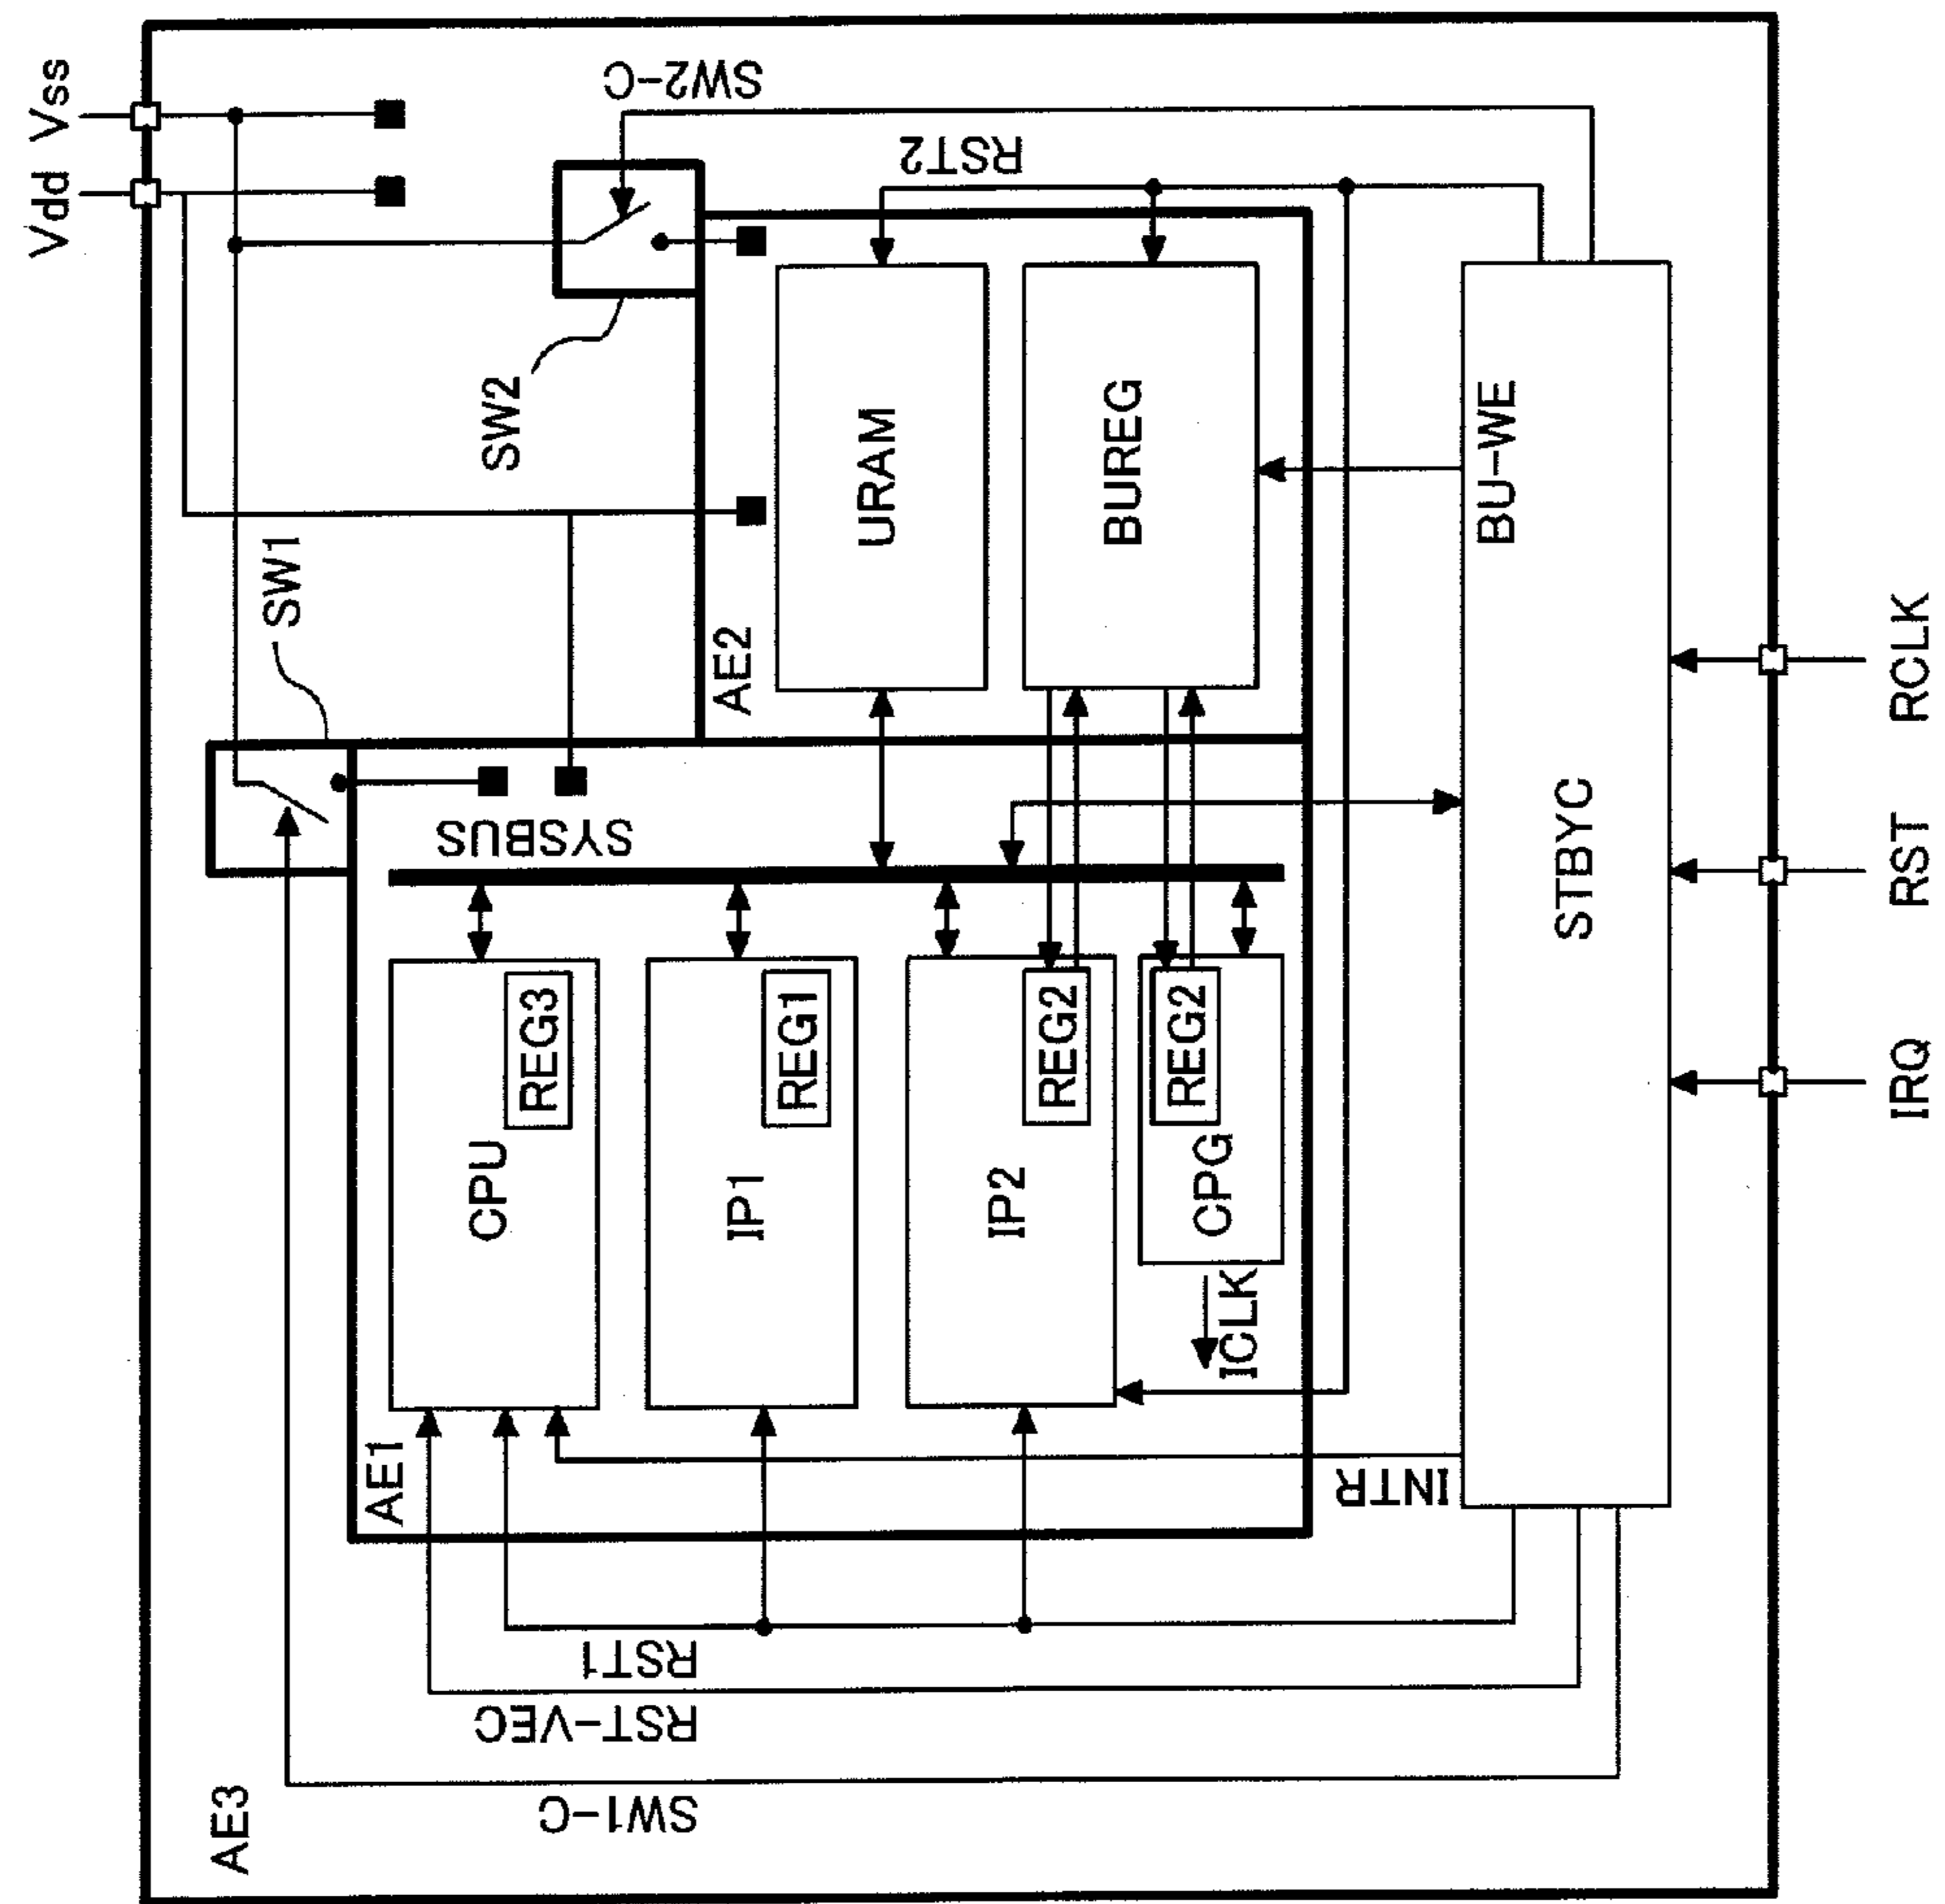 AE3
Vdd
Vss
SW1
SW2
SW1-C
SW2-C
AE1
AE2
RST-VEC
RST1
RST2
CPU
REG3
SYSBUS
IP1
REG1
URAM
IP2
REG2
BUREG
CPG
REG2
ICLK
INTR
BU-WE
STBYC
IRQ
RST
RCLK